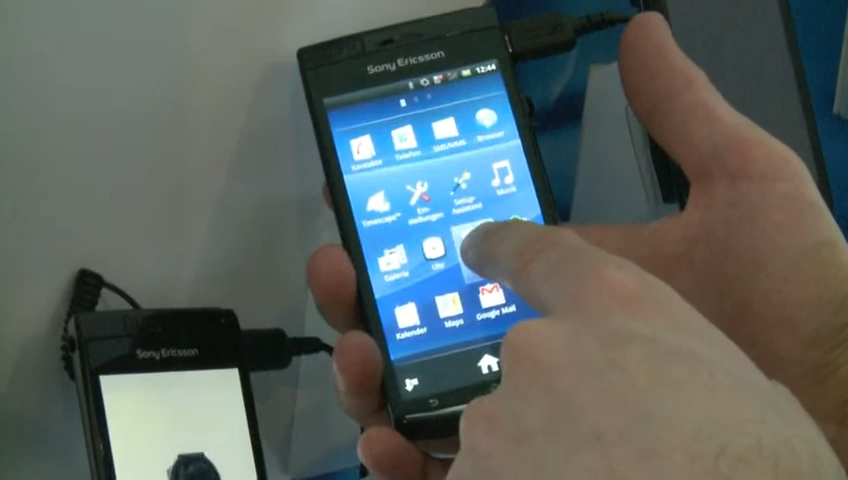 Sony Ericsson
12:44
Kontakte
Telefon
SMS/MMS
Browser
Timescape™
Ein-
stellungen
Setup-
Assistent
Musik
Galerie
Uhr
Kalender
Maps
Google Mail
Sony Ericsson